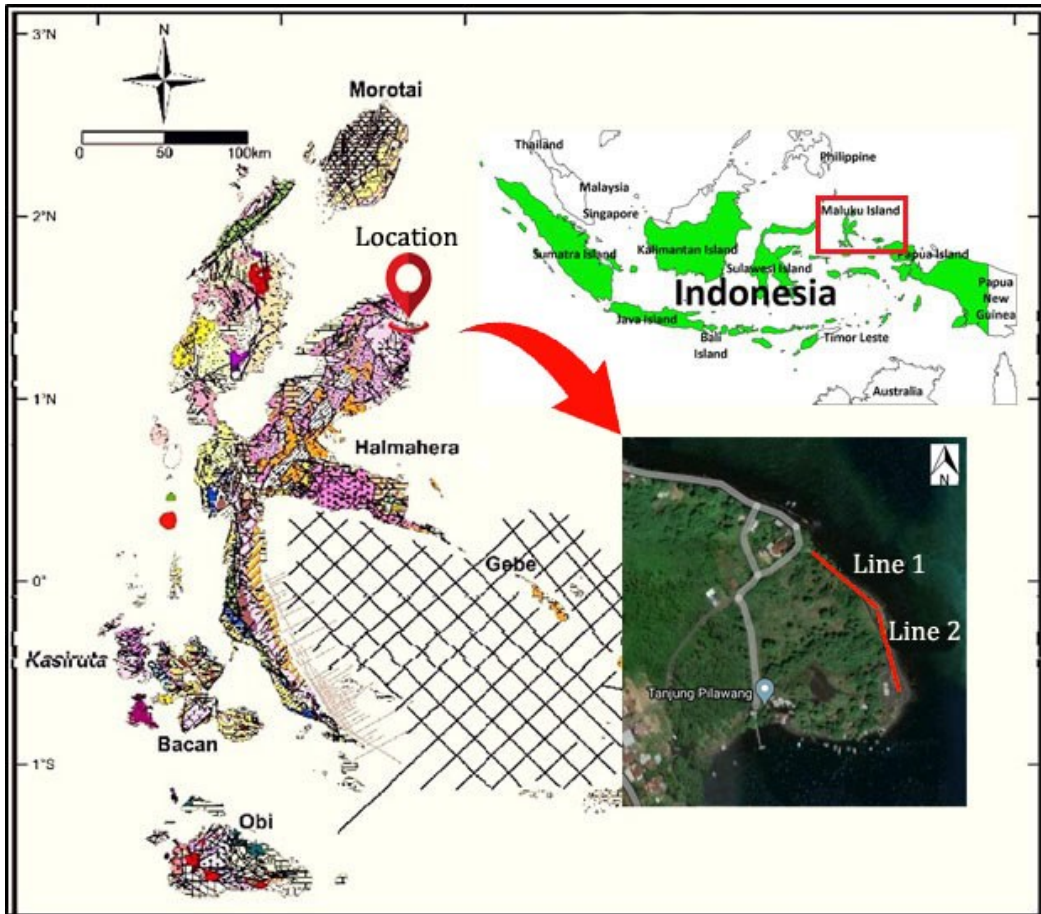 3°N
N
Morotai
0
50
100km
2°N
Location
1°N
Halmahera
0°
Gebe
Kasiruta
Bacan
1°S
Obi
Thailand
Philippine
Malaysia
Singapore
Maluku Island
Sumatra Island
Kalimantan Island
Sulawesi Island
Papua Island
Indonesia
Papua
New
Guinea
Java Island
Bali
Island
Timor Leste
Australia
N
Line 1
Line 2
Tanjung Pilawang